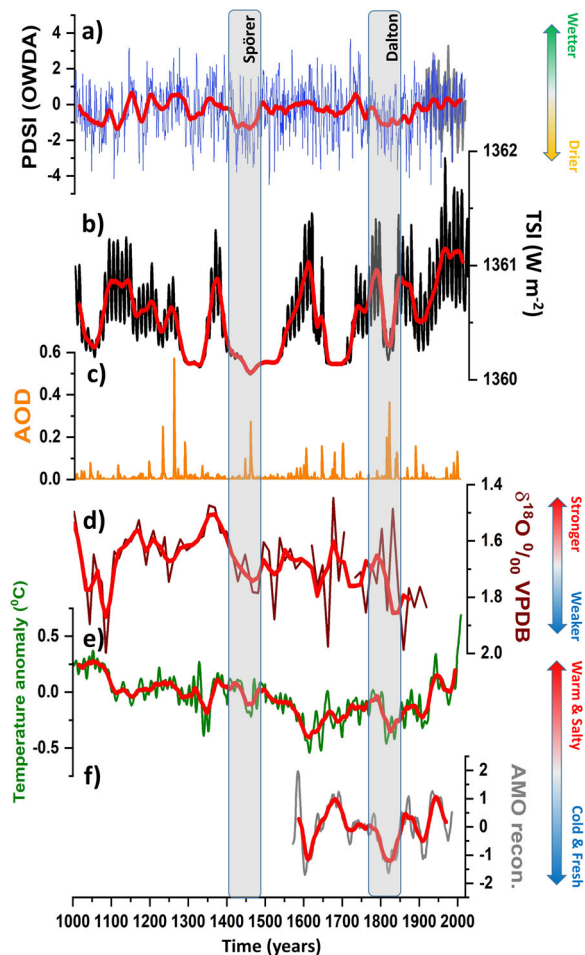 a)
Spörer
Dalton
PDSI (OWDA)
4
2
0
-2
-4
Wetter
Drier
b)
1362
1361
1360
TSI (W m-2)
c)
AOD
0.6
0.4
0.2
0.0
d)
1.4
1.6
1.8
2.0
δ18O 0/00 VPDB
Stronger
Weaker
e)
Temperature anomaly (0C)
0.5
0.0
-0.5
Warm & Salty
Cold & Fresh
f)
2
1
0
-1
-2
AMO recon.
1000 1100 1200 1300 1400 1500 1600 1700 1800 1900 2000
Time (years)